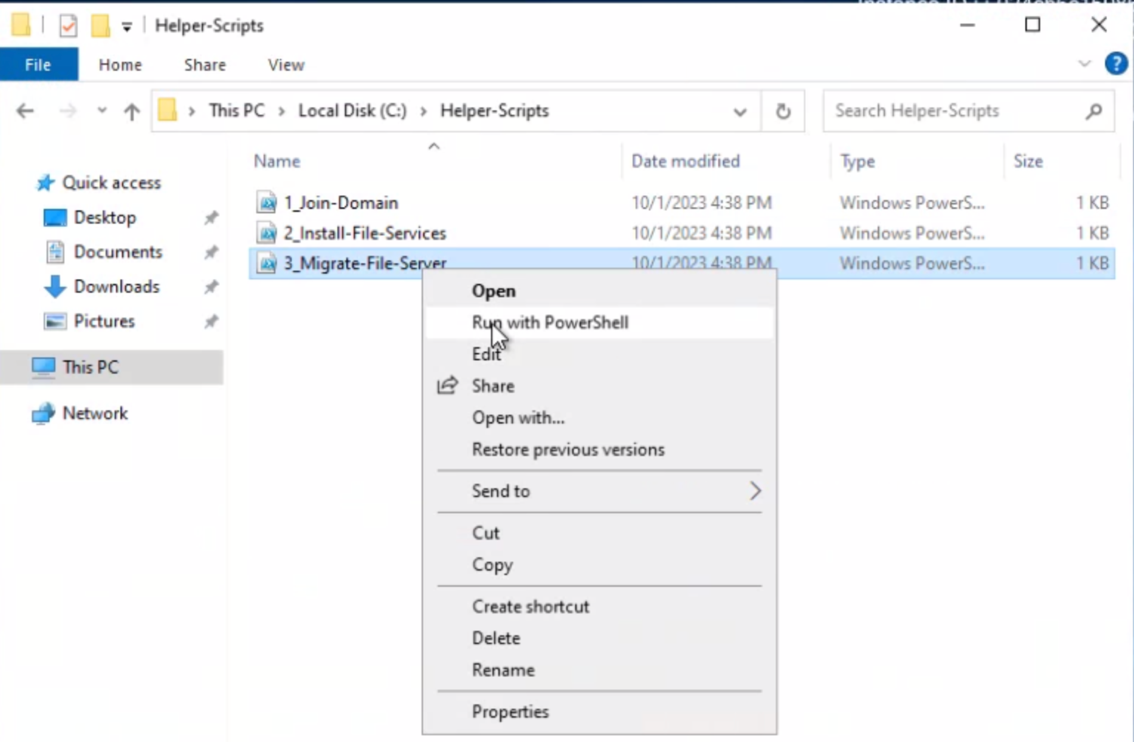 Helper-Scripts
File Home Share View
This PC Local Disk (C:) Helper-Scripts Search Helper-Scripts
Name Date modified Type Size
Quick access
Desktop
Documents
Downloads
Pictures
This PC
Network
1_Join-Domain 10/1/2023 4:38 PM Windows PowerS... 1 KB
2_Install-File-Services 10/1/2023 4:38 PM Windows PowerS... 1 KB
3_Migrate-File-Server 10/1/2023 4:38 PM Windows PowerS... 1 KB
Open
Run with PowerShell
Edit
Share
Open with...
Restore previous versions
Send to
Cut
Copy
Create shortcut
Delete
Rename
Properties